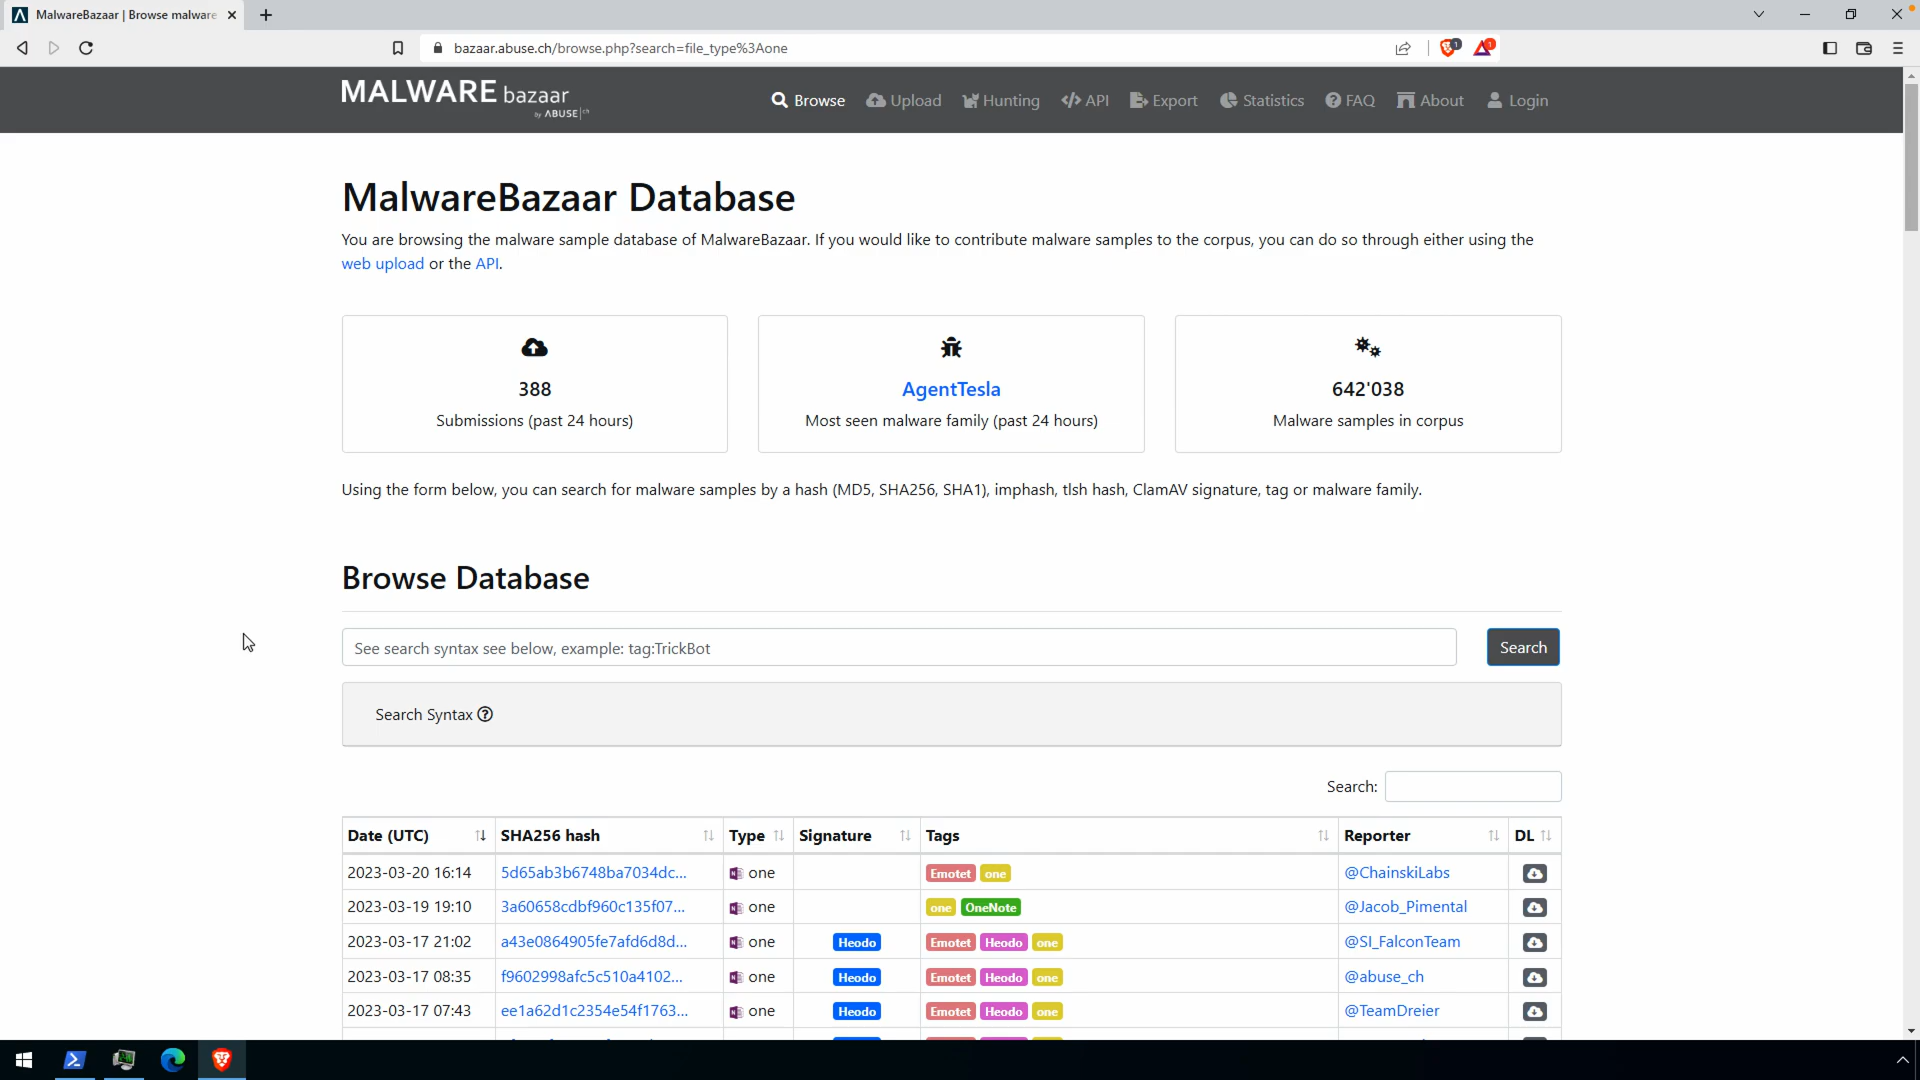 MalwareBazaar | Browse malware
bazaar.abuse.ch/browse.php?search=file_type%3Aone
1
1
MALWARE bazaar
by ABUSE|ch
Browse
Upload
Hunting
API
Export
Statistics
FAQ
About
Login
MalwareBazaar Database
You are browsing the malware sample database of MalwareBazaar. If you would like to contribute malware samples to the corpus, you can do so through either using the
web upload or the API.
388
Submissions (past 24 hours)
AgentTesla
Most seen malware family (past 24 hours)
642'038
Malware samples in corpus
Using the form below, you can search for malware samples by a hash (MD5, SHA256, SHA1), imphash, tlsh hash, ClamAV signature, tag or malware family.
Browse Database
See search syntax see below, example: tag:TrickBot
Search
Search Syntax
Search:
Date (UTC) SHA256 hash Type Signature Tags Reporter DL
2023-03-20 16:14 5d65ab3b6748ba7034dc... one Emotet one @ChainskiLabs
2023-03-19 19:10 3a60658cdbf960c135f07... one one OneNote @Jacob_Pimental
2023-03-17 21:02 a43e0864905fe7afd6d8d... one Heodo Emotet Heodo one @SI_FalconTeam
2023-03-17 08:35 f9602998afc5c510a4102... one Heodo Emotet Heodo one @abuse_ch
2023-03-17 07:43 ee1a62d1c2354e54f1763... one Heodo Emotet Heodo one @TeamDreier